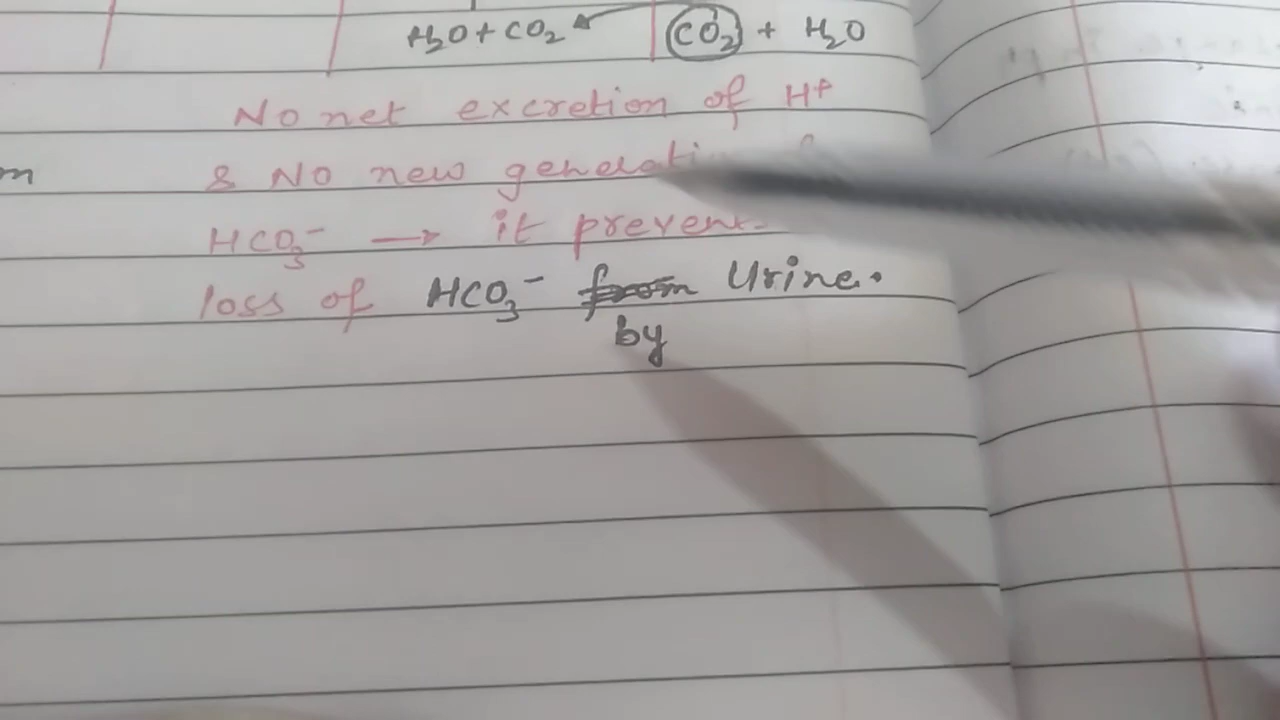 H2O + CO2 ← CO2 + H2O
No net excretion of H+
m & No new generati
HCO3- → it prevent
loss of HCO3- from Urine.
by